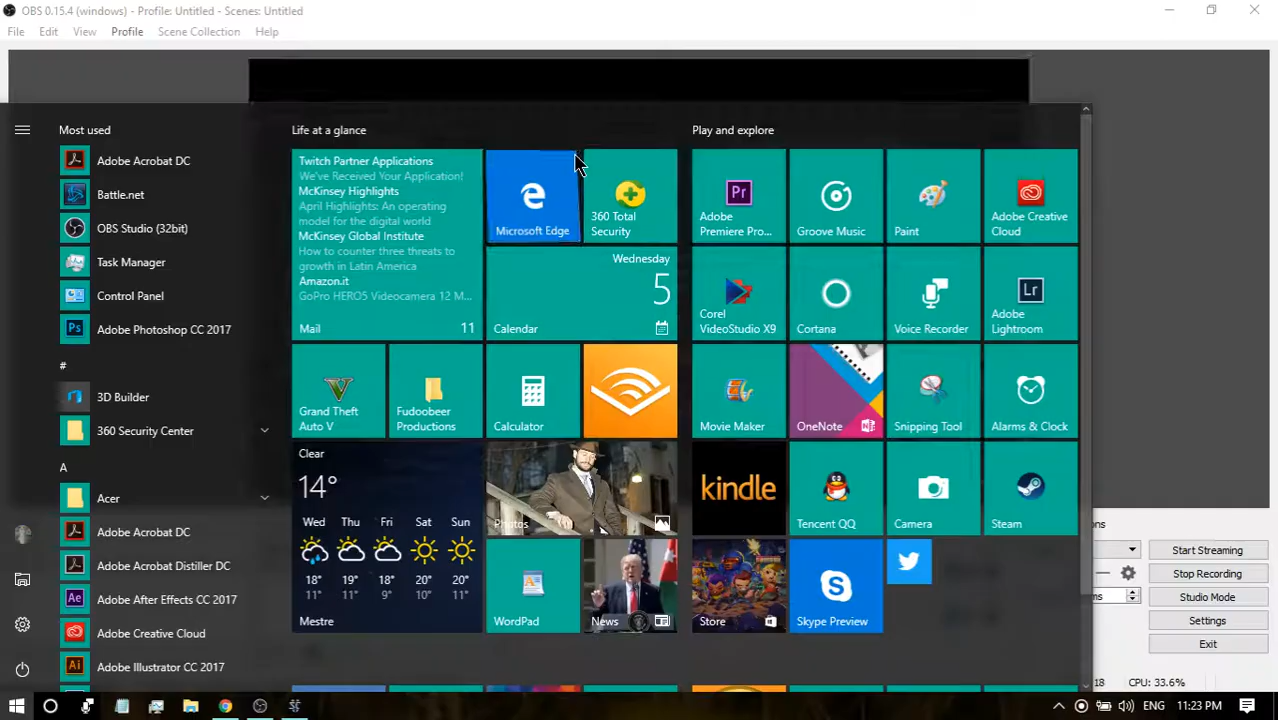 OBS 0.15.4 (windows) - Profile: Untitled - Scenes: Untitled
File Edit View Profile Scene Collection Help
Most used
Adobe Acrobat DC
Battle.net
OBS Studio (32bit)
Task Manager
Control Panel
Adobe Photoshop CC 2017
#
3D Builder
360 Security Center
A
Acer
Adobe Acrobat DC
Adobe Acrobat Distiller DC
Adobe After Effects CC 2017
Adobe Creative Cloud
Adobe Illustrator CC 2017
Life at a glance
Twitch Partner Applications
We've Received Your Application!
McKinsey Highlights
April Highlights: An operating
model for the digital world
McKinsey Global Institute
How to counter three threats to
growth in Latin America
Amazon.it
GoPro HERO5 Videocamera 12 M...
Mail 11
Microsoft Edge
360 Total
Security
Wednesday
5
Calendar
Grand Theft
Auto V
Fudoobeer
Productions
Calculator
Clear
14°
Wed Thu Fri Sat Sun
18° 19° 18° 20° 20°
11° 11° 9° 10° 11°
Mestre
Photos
WordPad
News
Play and explore
Pr
Adobe
Premiere Pro...
Groove Music
Paint
Adobe Creative
Cloud
Corel
VideoStudio X9
Cortana
Voice Recorder
Lr
Adobe
Lightroom
Movie Maker
OneNote
Snipping Tool
Alarms & Clock
kindle
Tencent QQ
Camera
Steam
Store
Skype Preview
ons
Start Streaming
Stop Recording
ms
Studio Mode
Settings
Exit
18 CPU: 33.6%
ENG 11:23 PM